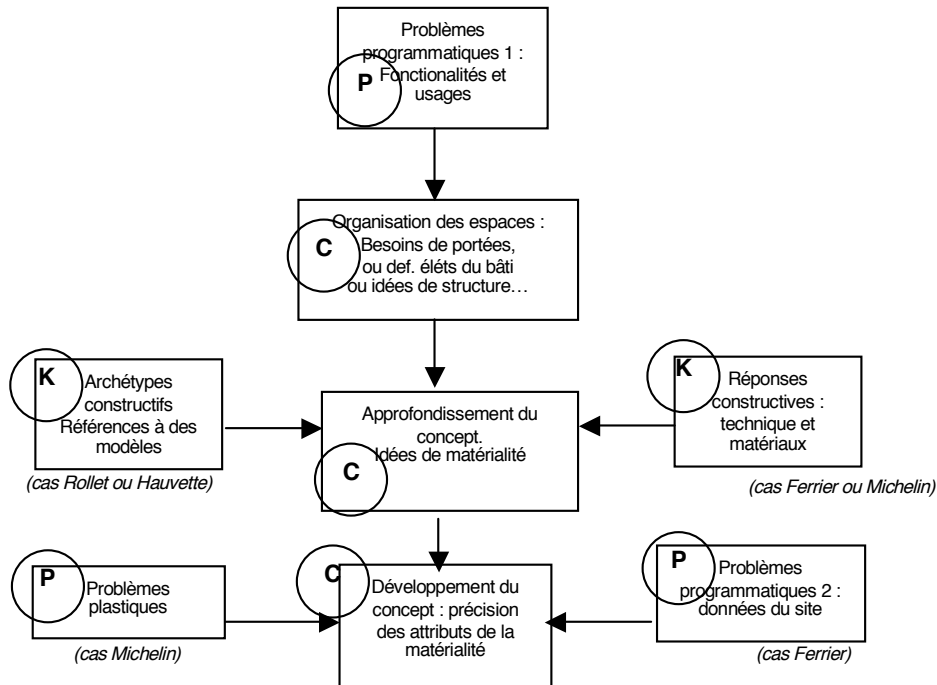 Problèmes
programmatiques 1 :
Fonctionalités et
usages
P
Organisation des espaces :
Besoins de portées,
ou def. éléts du bâti
ou idées de structure…
C
K
Archétypes
constructifs
Références à des
modèles
(cas Rollet ou Hauvette)
Approfondissement du
concept.
Idées de matérialité
C
K
Réponses
constructives :
technique et
matériaux
(cas Ferrier ou Michelin)
P
Problèmes
plastiques
(cas Michelin)
C
Développement du
concept : précision
des attributs de la
matérialité
P
Problèmes
programmatiques 2 :
données du site
(cas Ferrier)